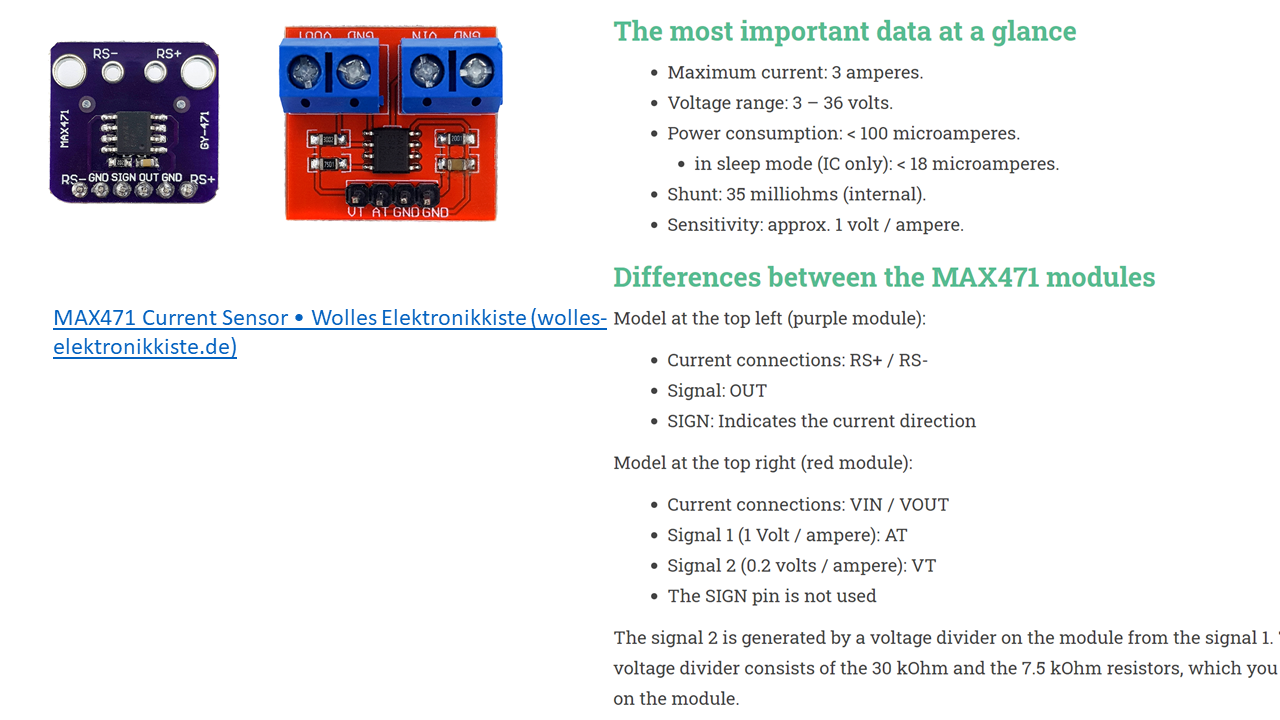 RS- RS+
MAX471
GY-471
RS- GND SIGN OUT GND RS+
VOUT GND VIN GND
3002 2001
7501
VT AT GND GND
MAX471 Current Sensor • Wolles Elektronikkiste (wolles-
elektronikkiste.de)
The most important data at a glance
• Maximum current: 3 amperes.
• Voltage range: 3 – 36 volts.
• Power consumption: < 100 microamperes.
• in sleep mode (IC only): < 18 microamperes.
• Shunt: 35 milliohms (internal).
• Sensitivity: approx. 1 volt / ampere.
Differences between the MAX471 modules
Model at the top left (purple module):
• Current connections: RS+ / RS-
• Signal: OUT
• SIGN: Indicates the current direction
Model at the top right (red module):
• Current connections: VIN / VOUT
• Signal 1 (1 Volt / ampere): AT
• Signal 2 (0.2 volts / ampere): VT
• The SIGN pin is not used
The signal 2 is generated by a voltage divider on the module from the signal 1.
voltage divider consists of the 30 kOhm and the 7.5 kOhm resistors, which you
on the module.